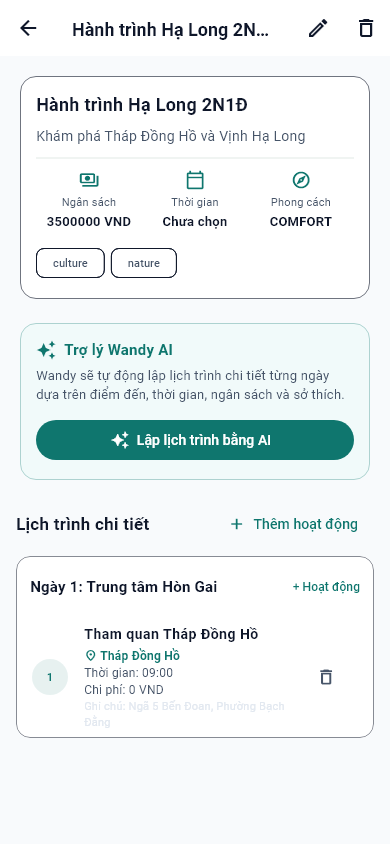 Hành trình Hạ Long 2N...
Hành trình Hạ Long 2N1Đ
Khám phá Tháp Đồng Hồ và Vịnh Hạ Long
Ngân sách
Thời gian
Phong cách
3500000 VND
Chưa chọn
COMFORT
culture
nature
Trợ lý Wandy AI
Wandy sẽ tự động lập lịch trình chi tiết từng ngày
dựa trên điểm đến, thời gian, ngân sách và sở thích.
Lập lịch trình bằng AI
Lịch trình chi tiết
+ Thêm hoạt động
Ngày 1: Trung tâm Hòn Gai
+ Hoạt động
Tham quan Tháp Đồng Hồ
Tháp Đồng Hồ
1
Thời gian: 09:00
Chi phí: 0 VND
Ghi chú: Ngã 5 Bến Đoan, Phường Bạch
Đằng